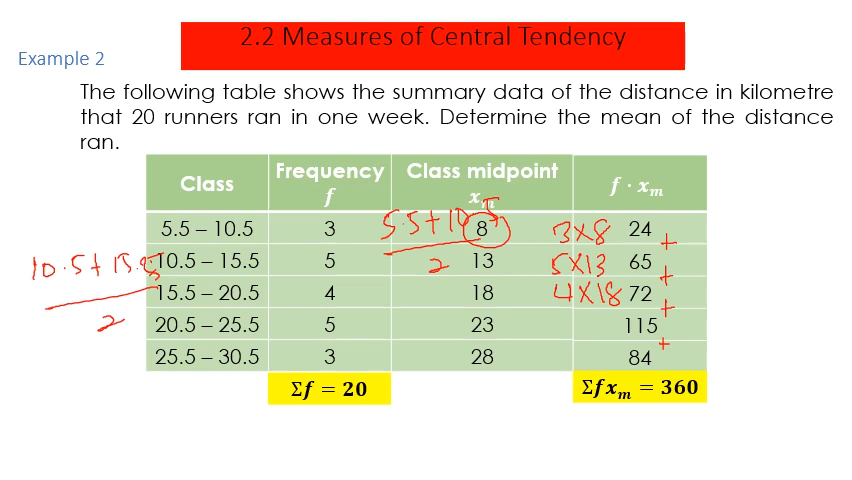 2.2 Measures of Central Tendency
Example 2
The following table shows the summary data of the distance in kilometre
that 20 runners ran in one week. Determine the mean of the distance
ran.
Class Frequency f Class midpoint xₘ f · xₘ
5.5 – 10.5 3 5.5+10.5 8 3×8 24 +
10.5+15.5 10.5 – 15.5 5 2 13 5×13 65 +
2 15.5 – 20.5 4 18 4×18 72 +
20.5 – 25.5 5 23 115 +
25.5 – 30.5 3 28 84
Σf = 20 Σfxₘ = 360